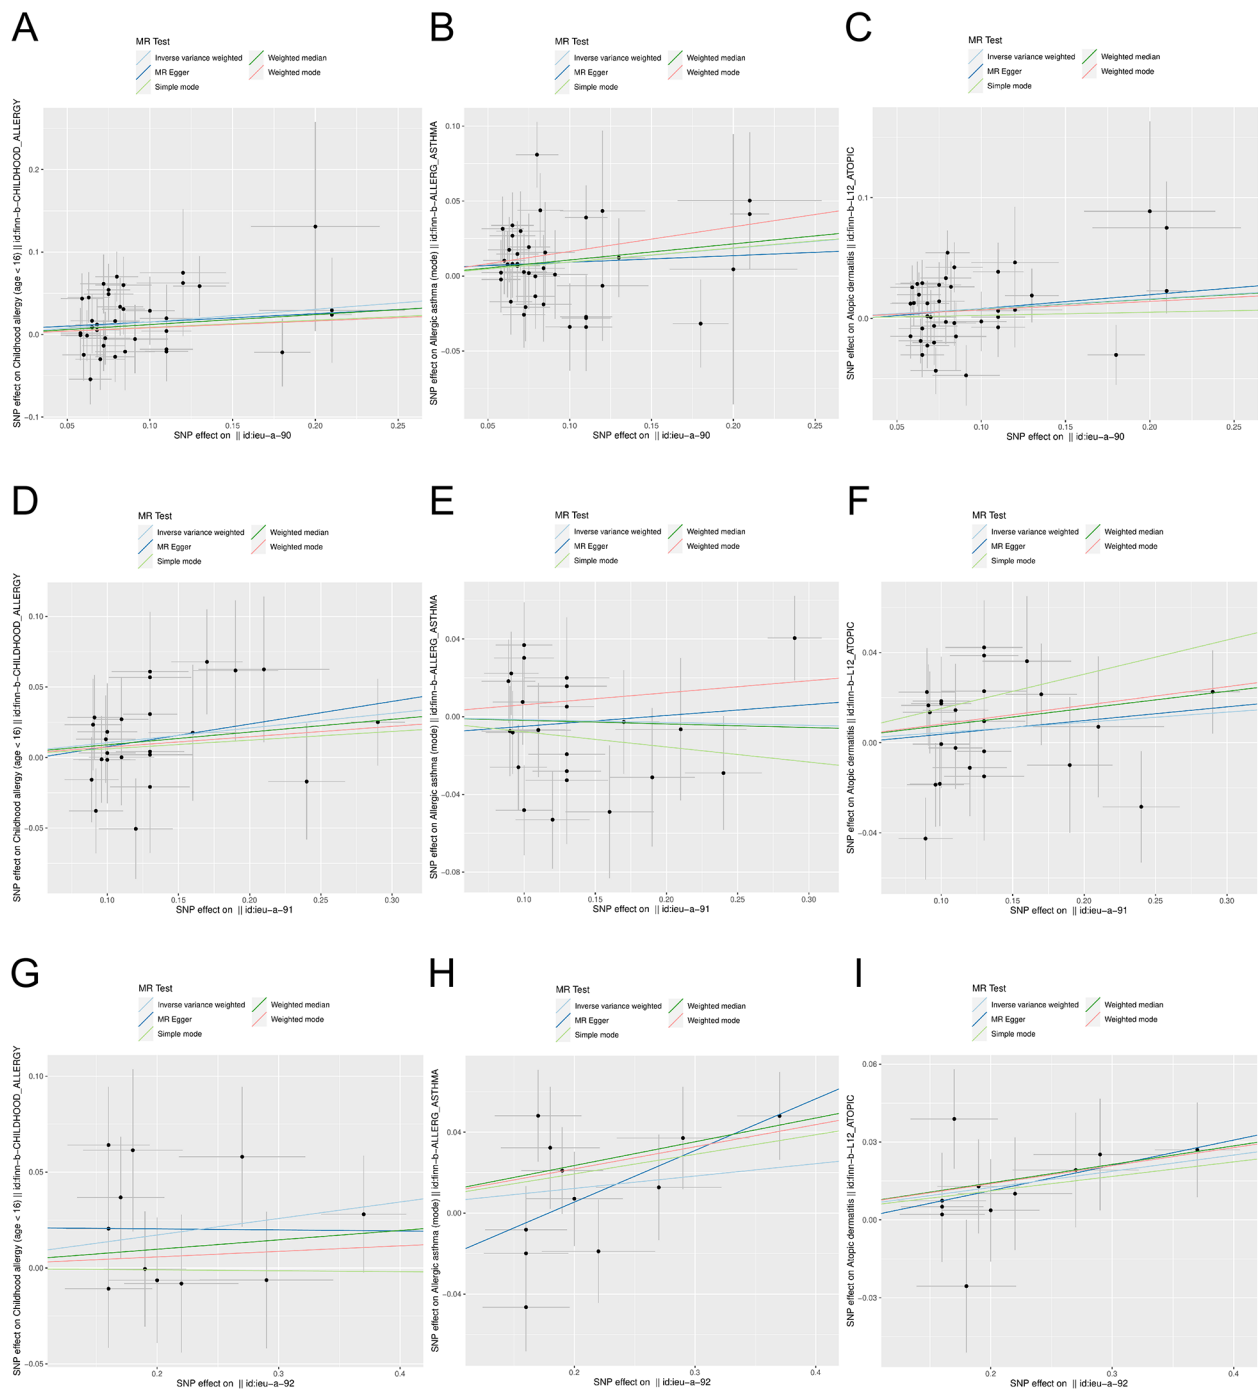 A
MR Test
Inverse variance weighted
Weighted median
MR Egger
Weighted mode
Simple mode
SNP effect on Childhood allergy (age < 16) || id:finn-b-CHILDHOOD_ALLERGY
0.2
0.1
0.0
−0.1
0.05
0.10
0.15
0.20
0.25
SNP effect on || id:ieu-a-90
B
MR Test
Inverse variance weighted
Weighted median
MR Egger
Weighted mode
Simple mode
SNP effect on Allergic asthma (mode) || id:finn-b-ALLERG_ASTHMA
0.10
0.05
0.00
−0.05
0.05
0.10
0.15
0.20
0.25
SNP effect on || id:ieu-a-90
C
MR Test
Inverse variance weighted
Weighted median
MR Egger
Weighted mode
Simple mode
SNP effect on Atopic dermatitis || id:finn-b-L12_ATOPIC
0.1
0.0
0.05
0.10
0.15
0.20
0.25
SNP effect on || id:ieu-a-90
D
MR Test
Inverse variance weighted
Weighted median
MR Egger
Weighted mode
Simple mode
SNP effect on Childhood allergy (age < 16) || id:finn-b-CHILDHOOD_ALLERGY
0.10
0.05
0.00
−0.05
0.10
0.15
0.20
0.25
0.30
SNP effect on || id:ieu-a-91
E
MR Test
Inverse variance weighted
Weighted median
MR Egger
Weighted mode
Simple mode
SNP effect on Allergic asthma (mode) || id:finn-b-ALLERG_ASTHMA
0.04
0.00
−0.04
−0.08
0.10
0.15
0.20
0.25
0.30
SNP effect on || id:ieu-a-91
F
MR Test
Inverse variance weighted
Weighted median
MR Egger
Weighted mode
Simple mode
SNP effect on Atopic dermatitis || id:finn-b-L12_ATOPIC
0.04
0.00
−0.04
0.10
0.15
0.20
0.25
0.30
SNP effect on || id:ieu-a-91
G
MR Test
Inverse variance weighted
Weighted median
MR Egger
Weighted mode
Simple mode
SNP effect on Childhood allergy (age < 16) || id:finn-b-CHILDHOOD_ALLERGY
0.10
0.05
0.00
−0.05
0.2
0.3
0.4
SNP effect on || id:ieu-a-92
H
MR Test
Inverse variance weighted
Weighted median
MR Egger
Weighted mode
Simple mode
SNP effect on Allergic asthma (mode) || id:finn-b-ALLERG_ASTHMA
0.04
0.00
−0.04
0.2
0.3
0.4
SNP effect on || id:ieu-a-92
I
MR Test
Inverse variance weighted
Weighted median
MR Egger
Weighted mode
Simple mode
SNP effect on Atopic dermatitis || id:finn-b-L12_ATOPIC
0.06
0.03
0.00
−0.03
0.2
0.3
0.4
SNP effect on || id:ieu-a-92